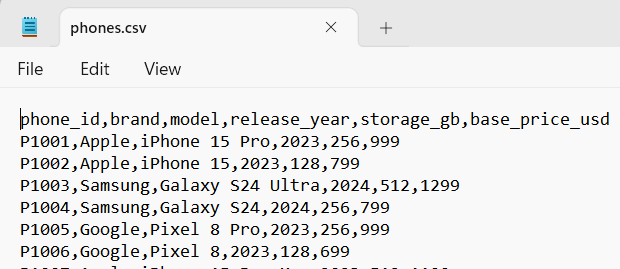 phones.csv
File Edit View
phone_id,brand,model,release_year,storage_gb,base_price_usd
P1001,Apple,iPhone 15 Pro,2023,256,999
P1002,Apple,iPhone 15,2023,128,799
P1003,Samsung,Galaxy S24 Ultra,2024,512,1299
P1004,Samsung,Galaxy S24,2024,256,799
P1005,Google,Pixel 8 Pro,2023,256,999
P1006,Google,Pixel 8,2023,128,699